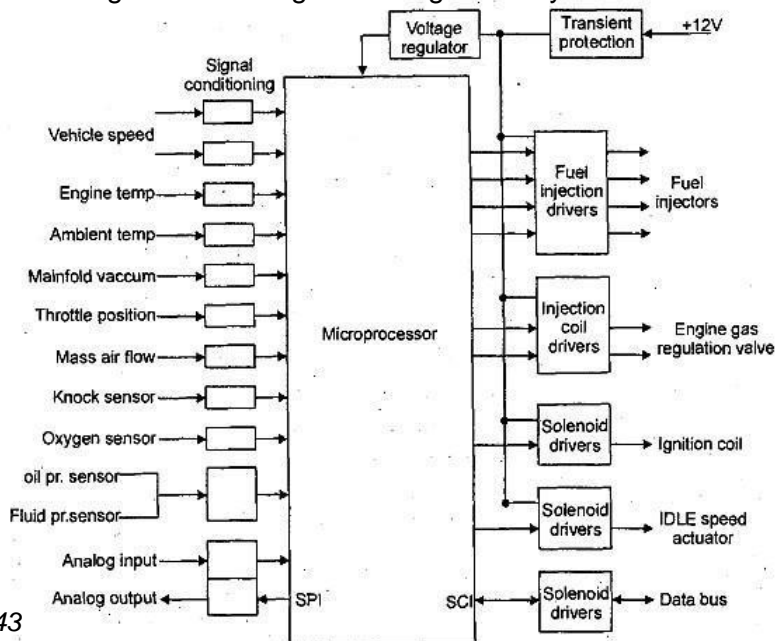 Voltage
regulator
Transient
protection
+12V
Signal
conditioning
Vehicle speed
Engine temp
Ambient temp
Mainfold vaccum
Throttle position
Mass air flow
Knock sensor
Oxygen sensor
oil pr. sensor
Fluid pr.sensor
Analog input
Analog output
SPI
Microprocessor
SCI
Fuel
injection
drivers
Fuel
injectors
Injection
coil
drivers
Engine gas
regulation valve
Solenoid
drivers
Ignition coil
Solenoid
drivers
IDLE speed
actuator
Solenoid
drivers
Data bus
43